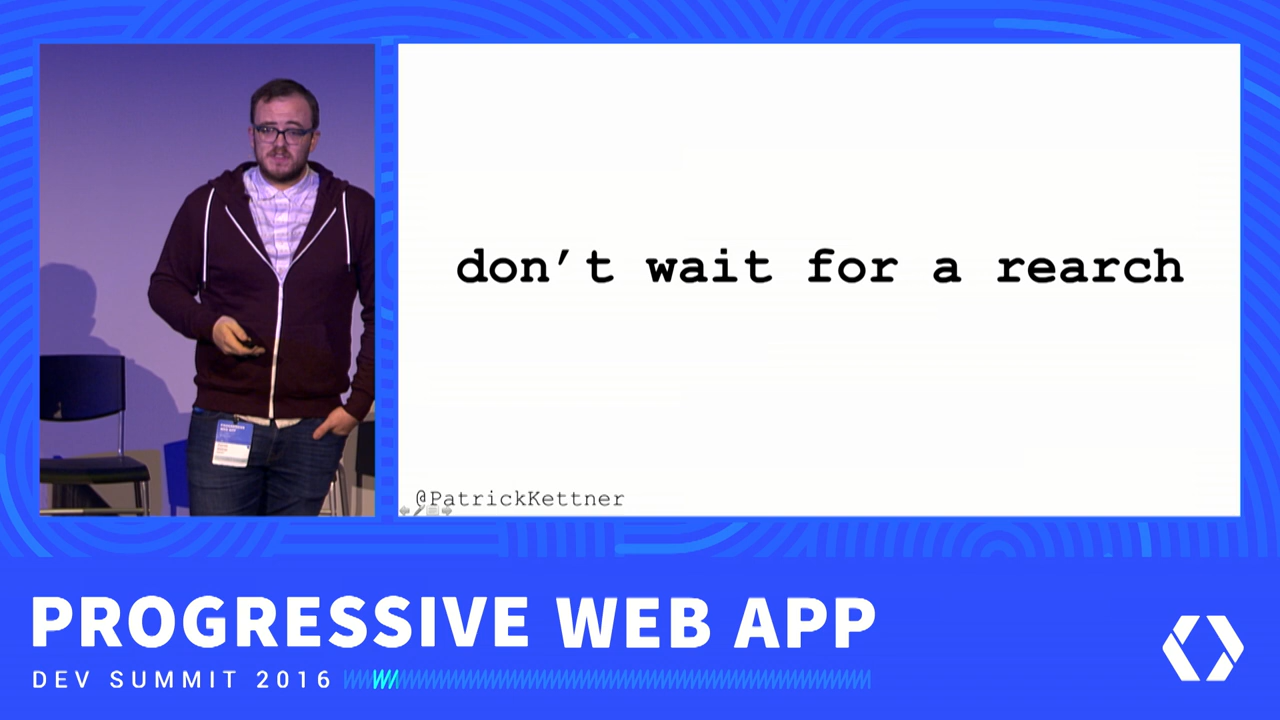 don’t wait for a rearch
@PatrickKettner
PROGRESSIVE WEB APP
DEV SUMMIT 2016